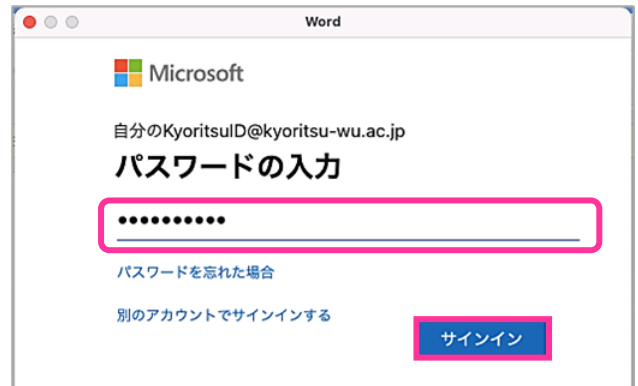 Word
Microsoft
自分のKyoritsuID@kyoritsu-wu.ac.jp
パスワードの入力
••••••••••
パスワードを忘れた場合
別のアカウントでサインインする
サインイン